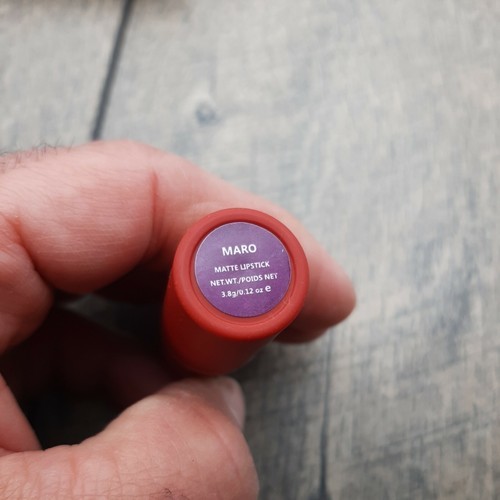 MARO
MATTE LIPSTICK
NET.WT./POIDS NET
3.8g/0.12 oz e